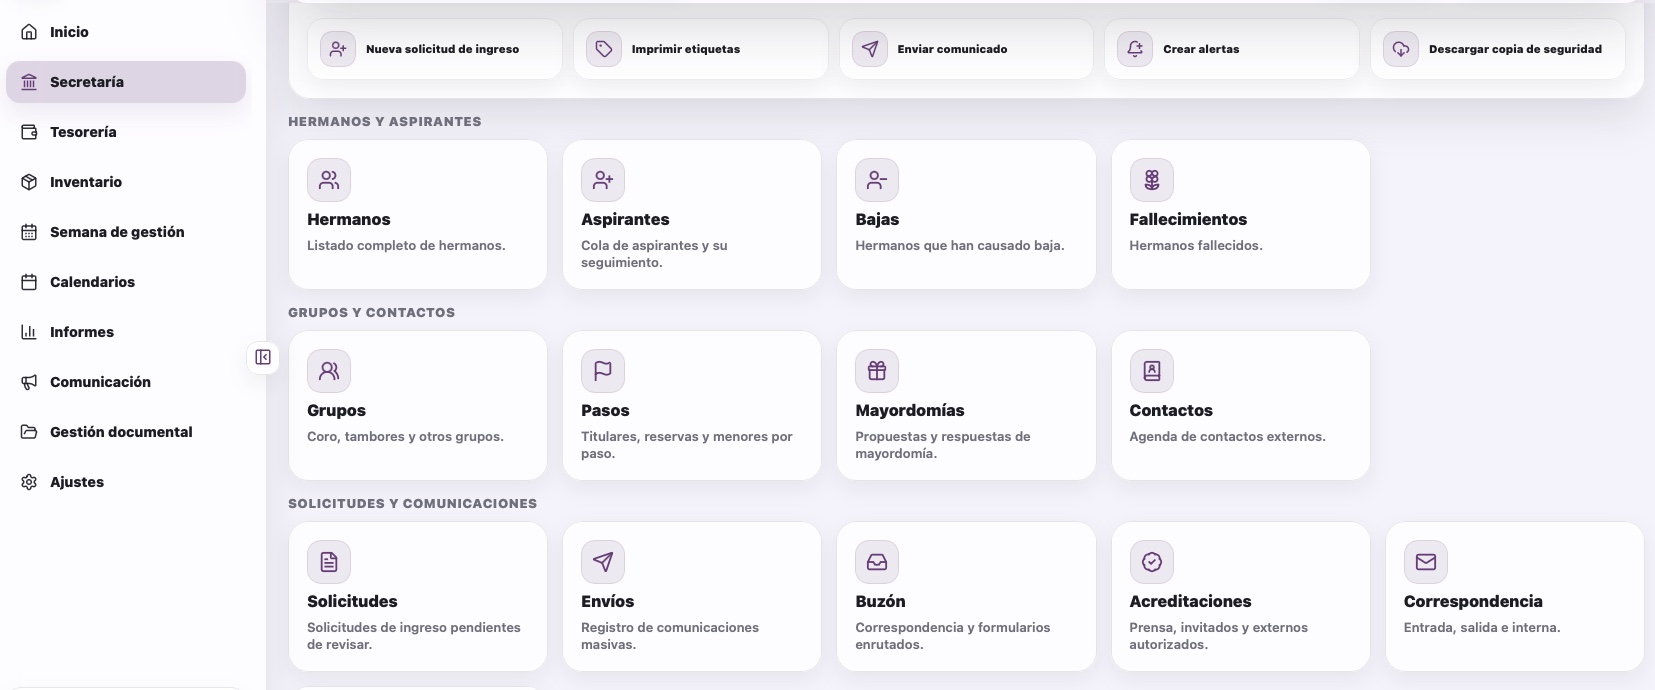 Inicio
Secretaría
Tesorería
Inventario
Semana de gestión
Calendarios
Informes
Comunicación
Gestión documental
Ajustes
Nueva solicitud de ingreso
Imprimir etiquetas
Enviar comunicado
Crear alertas
Descargar copia de seguridad
HERMANOS Y ASPIRANTES
Hermanos
Listado completo de hermanos.
Aspirantes
Cola de aspirantes y su
seguimiento.
Bajas
Hermanos que han causado baja.
Fallecimientos
Hermanos fallecidos.
GRUPOS Y CONTACTOS
Grupos
Coro, tambores y otros grupos.
Pasos
Titulares, reservas y menores por
paso.
Mayordomías
Propuestas y respuestas de
mayordomía.
Contactos
Agenda de contactos externos.
SOLICITUDES Y COMUNICACIONES
Solicitudes
Solicitudes de ingreso pendientes
de revisar.
Envíos
Registro de comunicaciones
masivas.
Buzón
Correspondencia y formularios
enrutados.
Acreditaciones
Prensa, invitados y externos
autorizados.
Correspondencia
Entrada, salida e interna.